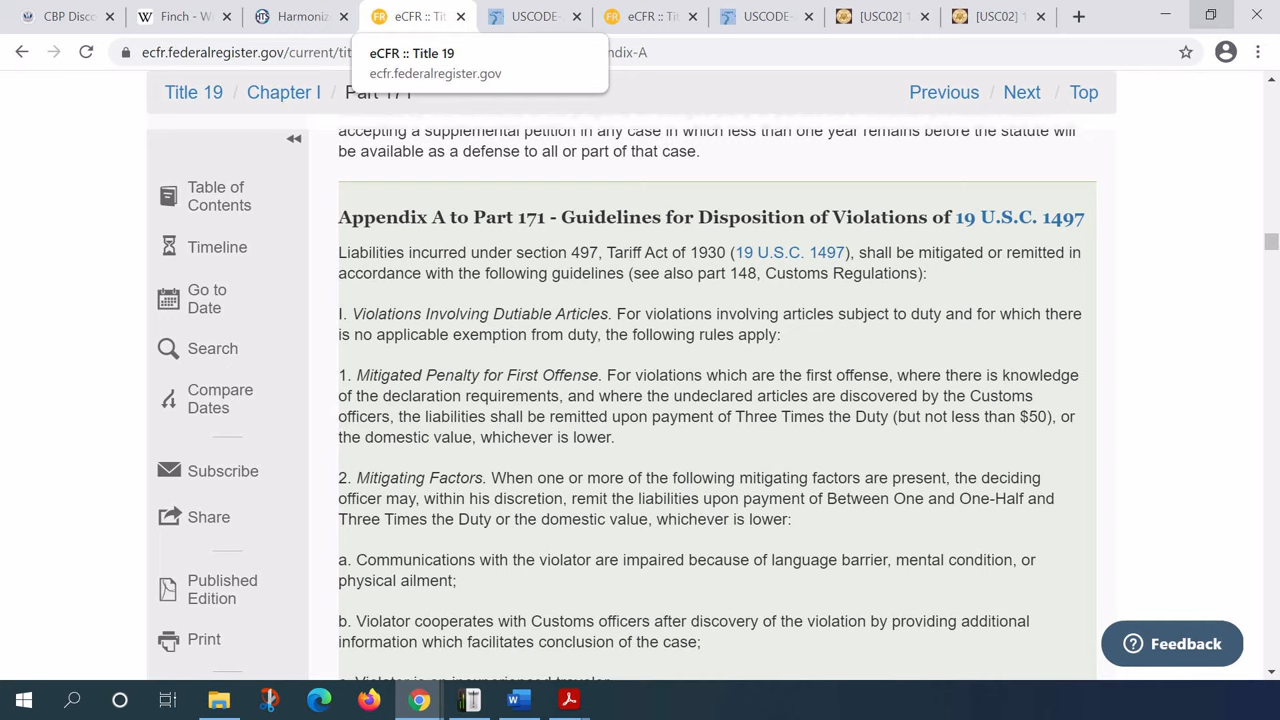 CBP Disco
Finch - Wi
Harmoniz
eCFR :: Tit
USCODE-
eCFR :: Tit
USCODE-
[USC02] 1
[USC02] 1
ecfr.federalregister.gov/current/tit
endix-A
eCFR :: Title 19
ecfr.federalregister.gov
Title 19 / Chapter I / Part 171
Previous Next Top
accepting a supplemental petition in any case in which less than one year remains before the statute will
be available as a defense to all or part of that case.
Table of
Contents
Timeline
Go to
Date
Search
Compare
Dates
Subscribe
Share
Published
Edition
Print
Appendix A to Part 171 - Guidelines for Disposition of Violations of 19 U.S.C. 1497
Liabilities incurred under section 497, Tariff Act of 1930 (19 U.S.C. 1497), shall be mitigated or remitted in
accordance with the following guidelines (see also part 148, Customs Regulations):
I. Violations Involving Dutiable Articles. For violations involving articles subject to duty and for which there
is no applicable exemption from duty, the following rules apply:
1. Mitigated Penalty for First Offense. For violations which are the first offense, where there is knowledge
of the declaration requirements, and where the undeclared articles are discovered by the Customs
officers, the liabilities shall be remitted upon payment of Three Times the Duty (but not less than $50), or
the domestic value, whichever is lower.
2. Mitigating Factors. When one or more of the following mitigating factors are present, the deciding
officer may, within his discretion, remit the liabilities upon payment of Between One and One-Half and
Three Times the Duty or the domestic value, whichever is lower:
a. Communications with the violator are impaired because of language barrier, mental condition, or
physical ailment;
b. Violator cooperates with Customs officers after discovery of the violation by providing additional
information which facilitates conclusion of the case;
c. Violator is an inexperienced traveler
Feedback